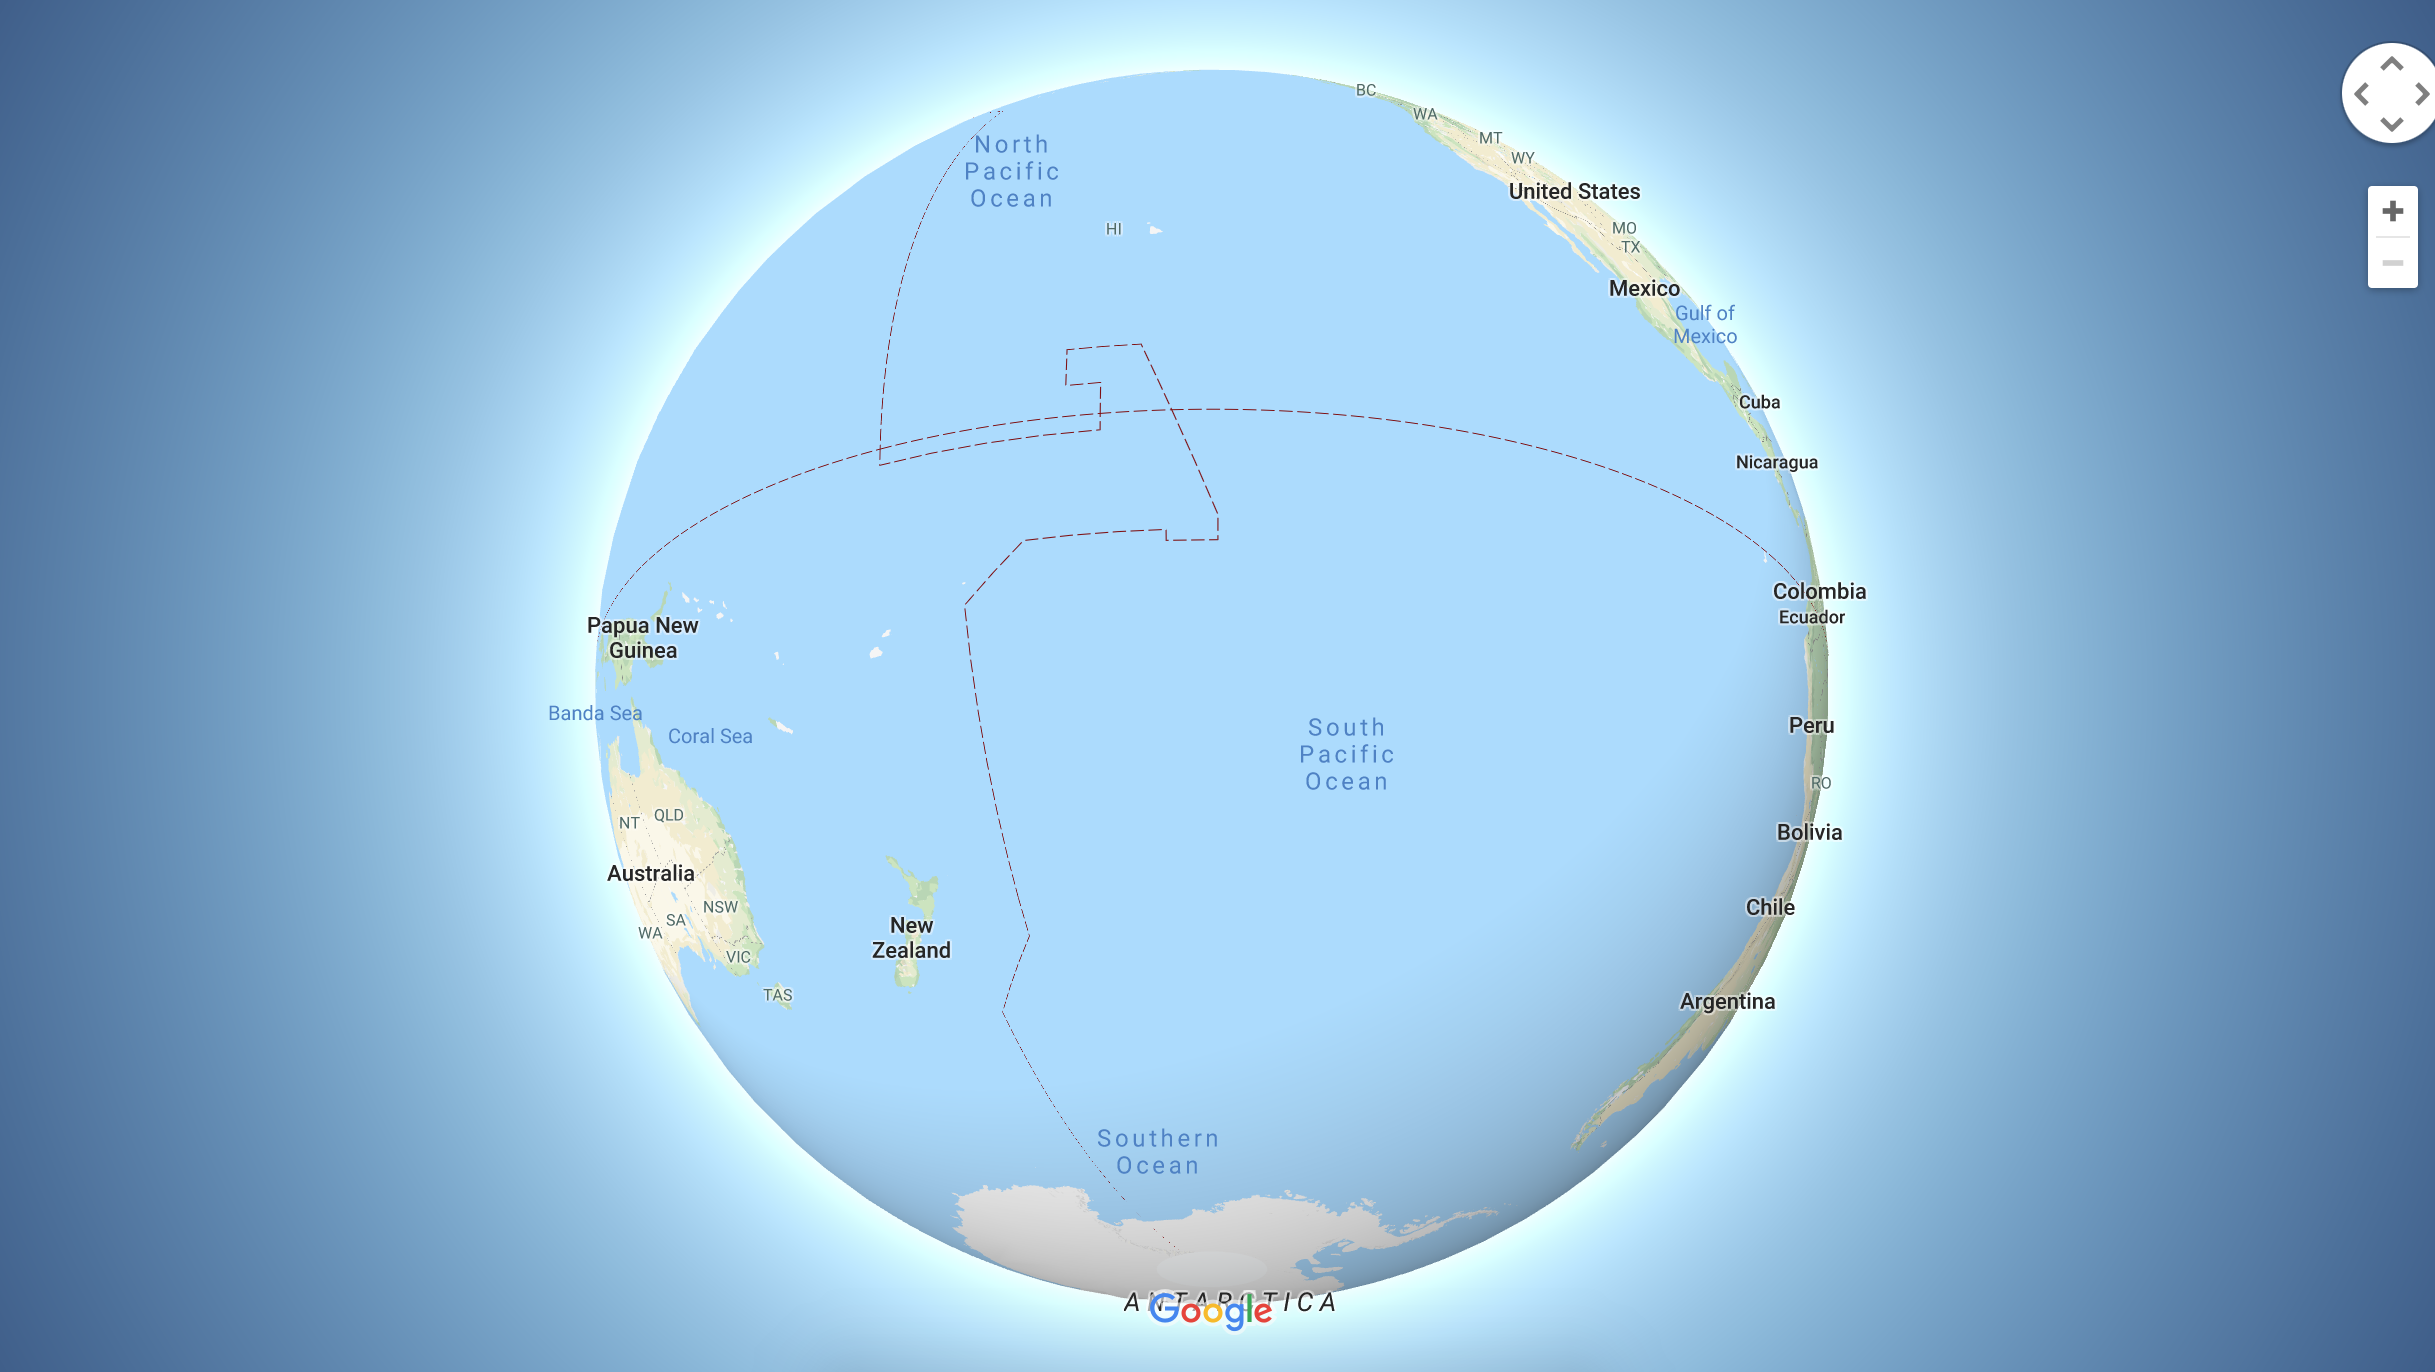 BC
WA
MT
North
Pacific
Ocean
WY
United States
HI
MO
TX
Mexico
Gulf of
Mexico
Cuba
Nicaragua
Colombia
Ecuador
Papua New
Guinea
Banda Sea
Coral Sea
South
Pacific
Ocean
Peru
RO
NT
QLD
Bolivia
Australia
NSW
SA
WA
VIC
New
Zealand
Chile
TAS
Argentina
Southern
Ocean
ANTARCTICA
Google